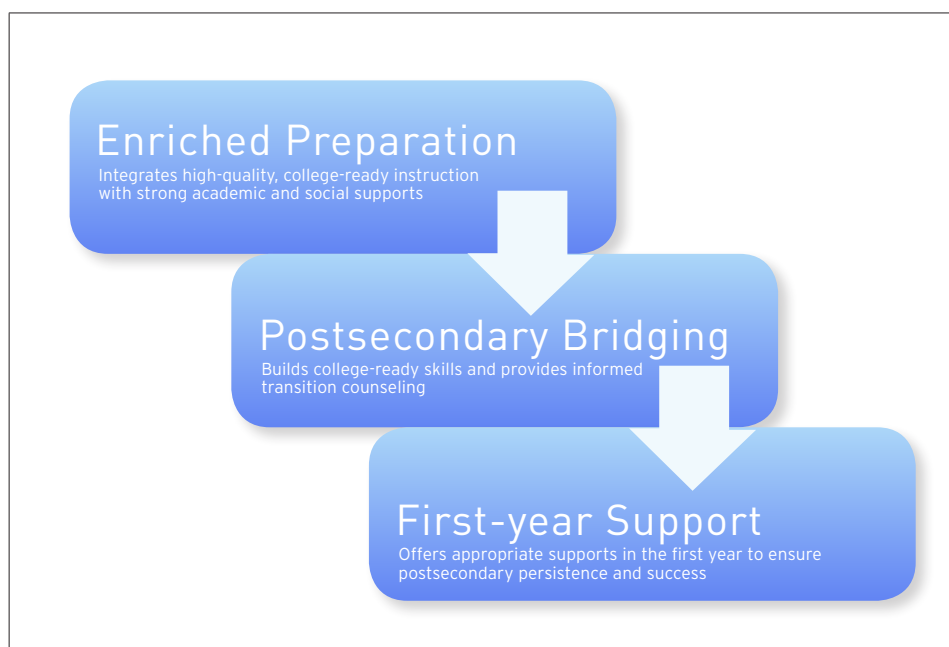 Enriched Preparation
Integrates high-quality, college-ready instruction
with strong academic and social supports
Postsecondary Bridging
Builds college-ready skills and provides informed
transition counseling
First-year Support
Offers appropriate supports in the first year to ensure
postsecondary persistence and success